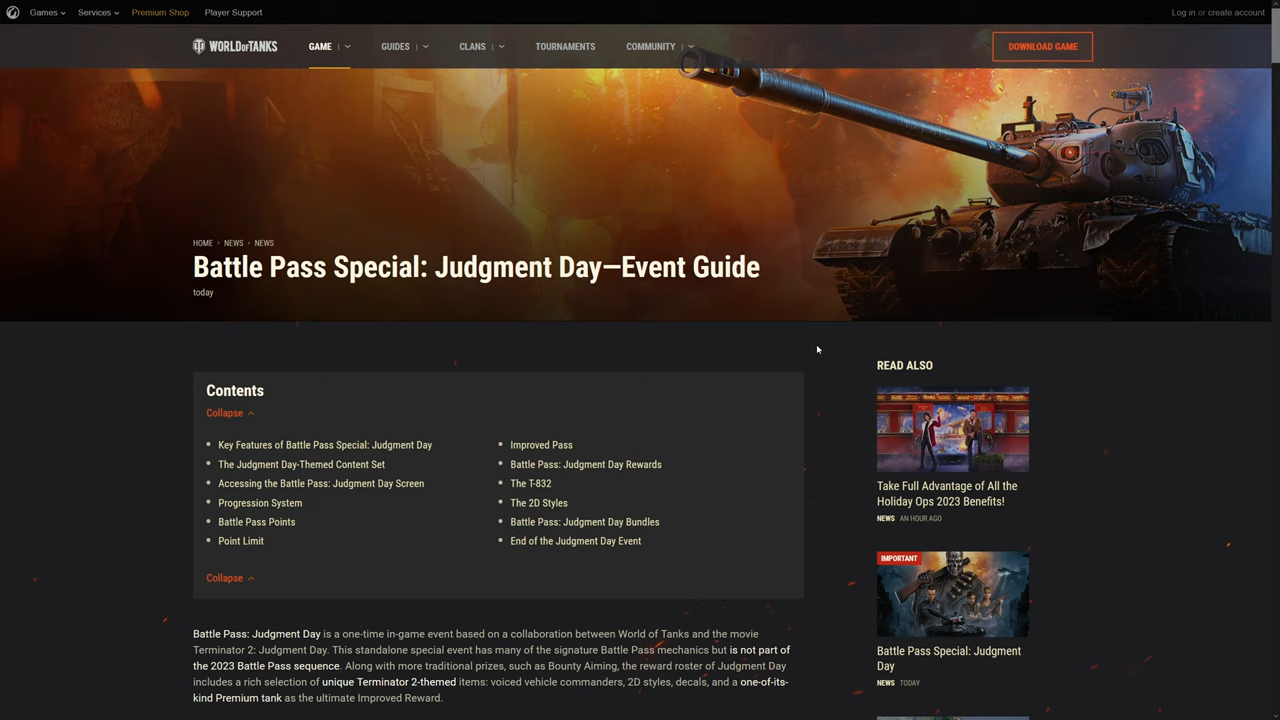 Games
Services
Premium Shop
Player Support
Log in or create account
WORLD OF TANKS
GAME
GUIDES
CLANS
TOURNAMENTS
COMMUNITY
DOWNLOAD GAME
HOME › NEWS › NEWS
Battle Pass Special: Judgment Day—Event Guide
today
Contents
Collapse
Key Features of Battle Pass Special: Judgment Day
The Judgment Day-Themed Content Set
Accessing the Battle Pass: Judgment Day Screen
Progression System
Battle Pass Points
Point Limit
Improved Pass
Battle Pass: Judgment Day Rewards
The T-832
The 2D Styles
Battle Pass: Judgment Day Bundles
End of the Judgment Day Event
Collapse
Battle Pass: Judgment Day is a one-time in-game event based on a collaboration between World of Tanks and the movie
Terminator 2: Judgment Day. This standalone special event has many of the signature Battle Pass mechanics but is not part of
the 2023 Battle Pass sequence. Along with more traditional prizes, such as Bounty Aiming, the reward roster of Judgment Day
includes a rich selection of unique Terminator 2-themed items: voiced vehicle commanders, 2D styles, decals, and a one-of-its-
kind Premium tank as the ultimate Improved Reward.
READ ALSO
Take Full Advantage of All the
Holiday Ops 2023 Benefits!
NEWS AN HOUR AGO
IMPORTANT
Battle Pass Special: Judgment
Day
NEWS TODAY